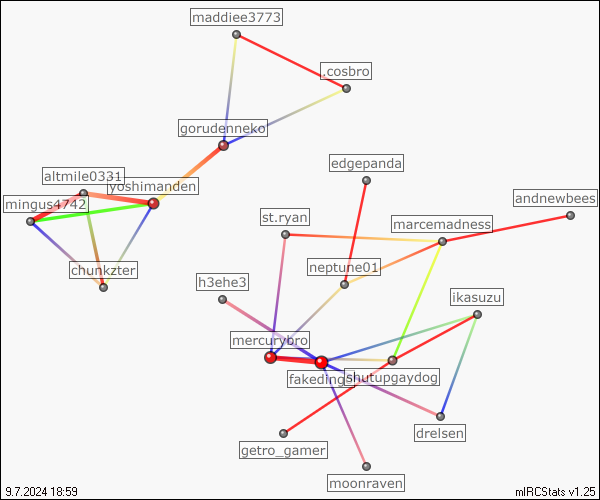 maddiee3773
.cosbro
gorudenneko
edgepanda
altmile0331
yoshimanden
mingus4742
andnewbees
st.ryan
marcemadness
chunkzter
neptune01
h3ehe3
ikasuzu
mercurybro
fakeding
shutupgaydog
drelsen
getro_gamer
moonraven
9.7.2024 18:59
mIRCStats v1.25